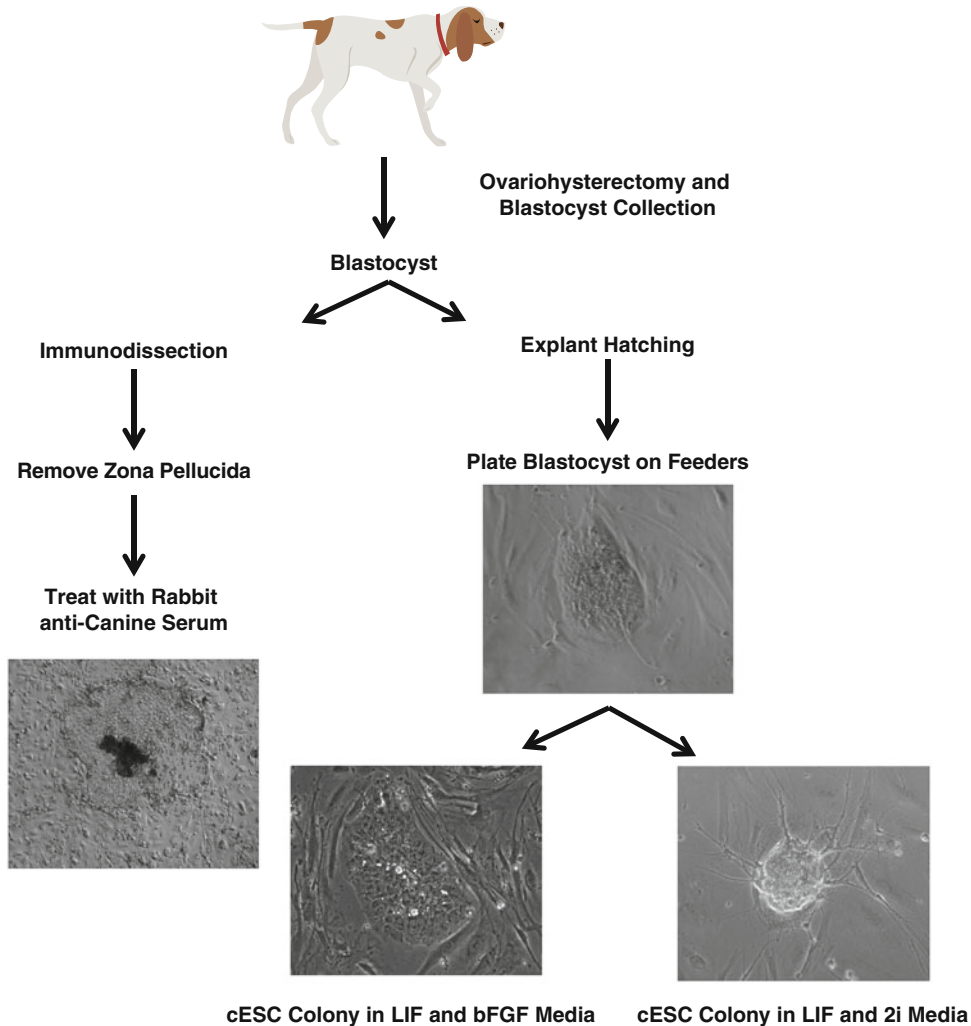 Ovariohysterectomy and
Blastocyst Collection
Blastocyst
Immunodissection
Explant Hatching
Remove Zona Pellucida
Plate Blastocyst on Feeders
Treat with Rabbit
anti-Canine Serum
cESC Colony in LIF and bFGF Media
cESC Colony in LIF and 2i Media